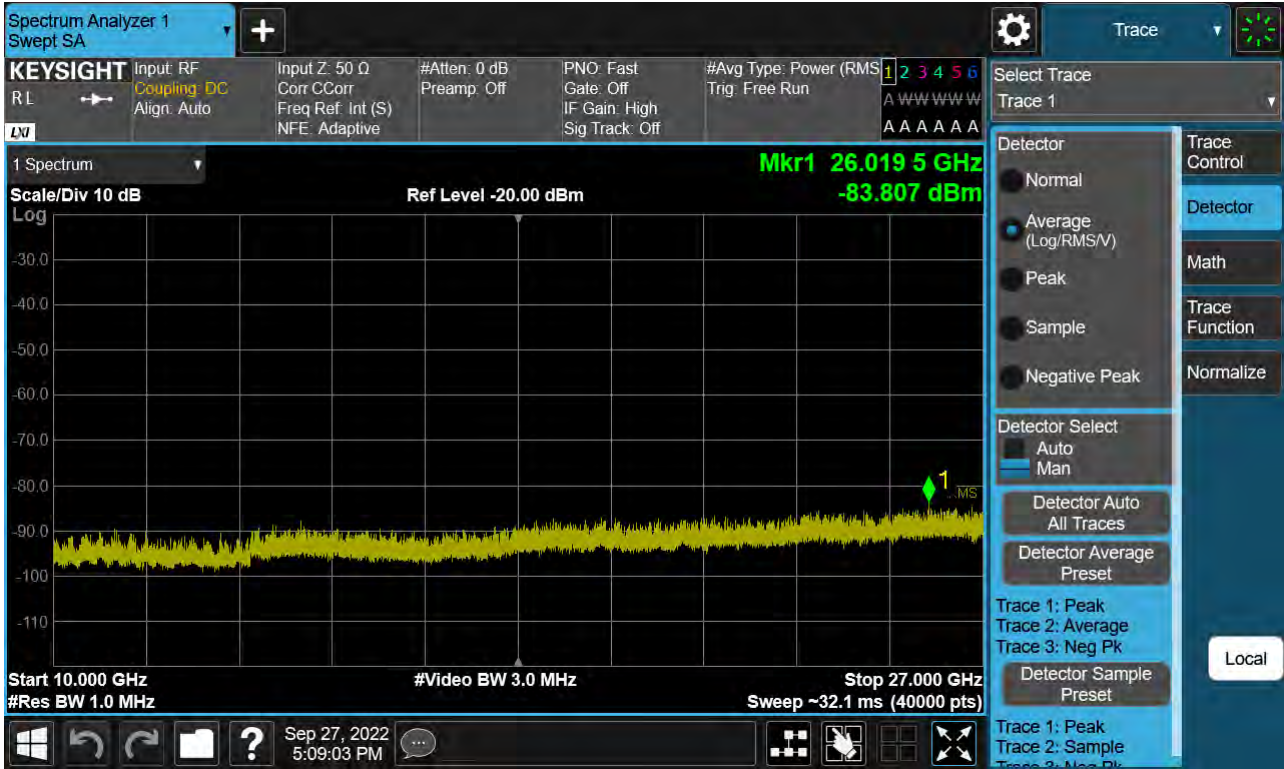 Spectrum Analyzer 1
Swept SA
+
Trace
KEYSIGHT
RL
LXI
Input: RF
Coupling: DC
Align: Auto
Input Z: 50 Ω
Corr CCorr
Freq Ref: Int (S)
NFE: Adaptive
#Atten: 0 dB
Preamp: Off
PNO: Fast
Gate: Off
IF Gain: High
Sig Track: Off
#Avg Type: Power (RMS
Trig: Free Run
1 2 3 4 5 6
A W W W W W
A A A A A A
Select Trace
Trace 1
1 Spectrum
Scale/Div 10 dB
Log
Ref Level -20.00 dBm
Mkr1 26.019 5 GHz
-83.807 dBm
-30.0
-40.0
-50.0
-60.0
-70.0
-80.0
-90.0
-100
-110
1
MS
Start 10.000 GHz
#Res BW 1.0 MHz
#Video BW 3.0 MHz
Stop 27.000 GHz
Sweep ~32.1 ms (40000 pts)
Detector
Normal
Average
(Log/RMS/V)
Peak
Sample
Negative Peak
Detector Select
Auto
Man
Detector Auto
All Traces
Detector Average
Preset
Trace 1: Peak
Trace 2: Average
Trace 3: Neg Pk
Detector Sample
Preset
Trace 1: Peak
Trace 2: Sample
Trace 3: Neg Pk
Trace
Control
Detector
Math
Trace
Function
Normalize
Local
?
Sep 27, 2022
5:09:03 PM